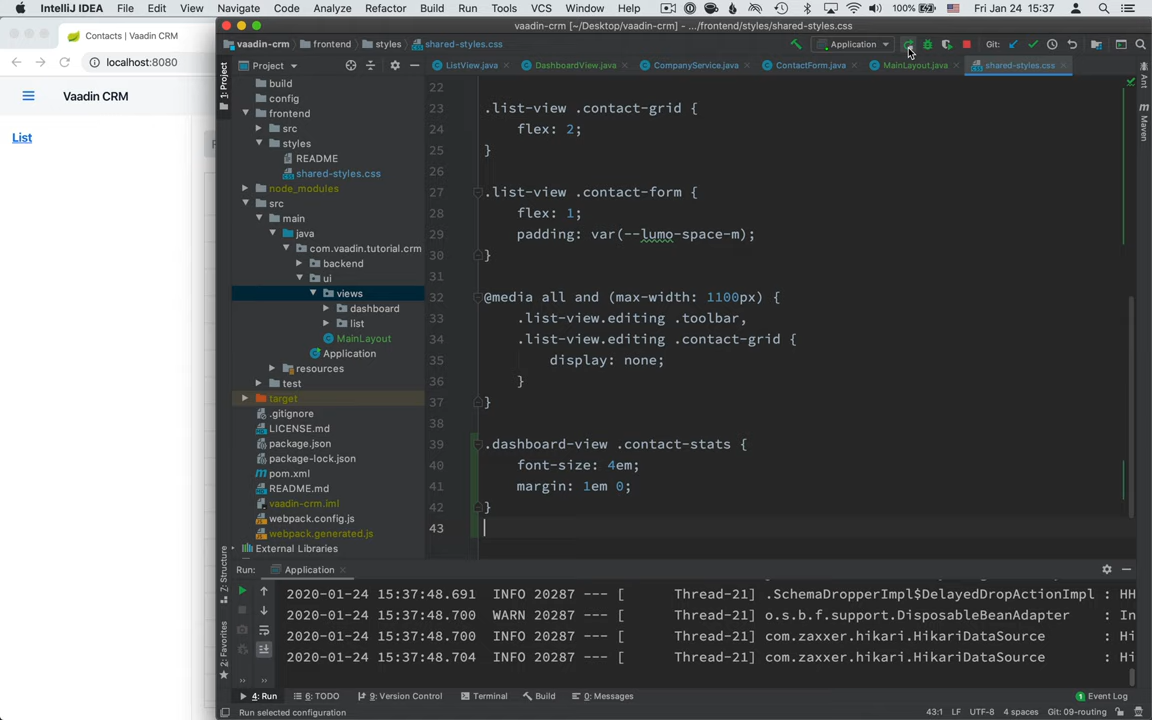 IntelliJ IDEA File Edit View Navigate Code Analyze Refactor Build Run Tools VCS Window Help 100% Fri Jan 24 15:37
vaadin-crm [~/Desktop/vaadin-crm] - .../frontend/styles/shared-styles.css
Contacts | Vaadin CRM
localhost:8080
Vaadin CRM
List
vaadin-crm frontend styles shared-styles.css Application Git:
Project
ListView.java DashboardView.java CompanyService.java ContactForm.java MainLayout.java shared-styles.css
1: Project
build
config
frontend
src
styles
README
shared-styles.css
node_modules
src
main
java
com.vaadin.tutorial.crm
backend
ui
views
dashboard
list
MainLayout
Application
resources
test
target
.gitignore
LICENSE.md
package.json
package-lock.json
pom.xml
README.md
vaadin-crm.iml
webpack.config.js
webpack.generated.js
External Libraries
22
23 .list-view .contact-grid {
24 flex: 2;
25 }
26
27 .list-view .contact-form {
28 flex: 1;
29 padding: var(--lumo-space-m);
30 }
31
32 @media all and (max-width: 1100px) {
33 .list-view.editing .toolbar,
34 .list-view.editing .contact-grid {
35 display: none;
36 }
37 }
38
39 .dashboard-view .contact-stats {
40 font-size: 4em;
41 margin: 1em 0;
42 }
43
Ant
Maven
7: Structure
2: Favorites
Run: Application
2020-01-24 15:37:48.691 INFO 20287 --- [ Thread-21] .SchemaDropperImpl$DelayedDropActionImpl : HH
2020-01-24 15:37:48.700 WARN 20287 --- [ Thread-21] o.s.b.f.support.DisposableBeanAdapter : In
2020-01-24 15:37:48.700 INFO 20287 --- [ Thread-21] com.zaxxer.hikari.HikariDataSource : Hi
2020-01-24 15:37:48.704 INFO 20287 --- [ Thread-21] com.zaxxer.hikari.HikariDataSource : Hi
4: Run 6: TODO 9: Version Control Terminal Build 0: Messages 1 Event Log
Run selected configuration 43:1 LF UTF-8 4 spaces Git: 09-routing